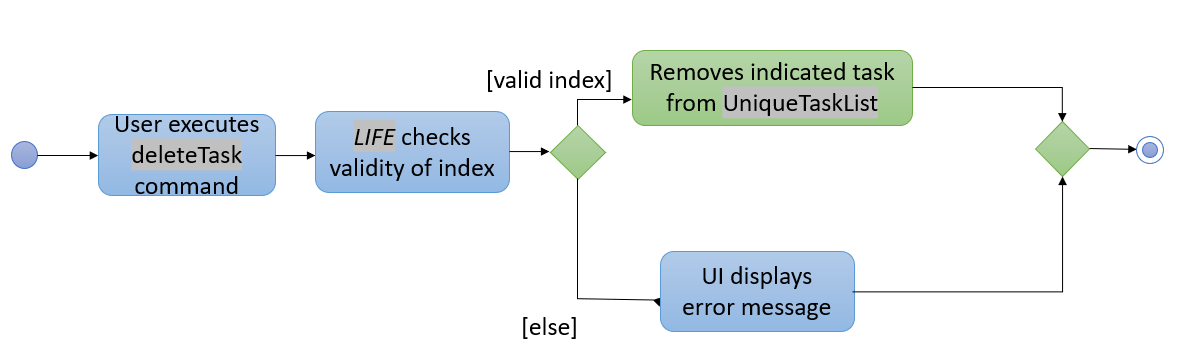 User executes
deleteTask
command
LIFE checks
validity of index
[valid index]
Removes indicated task
from UniqueTaskList
[else]
UI displays
error message